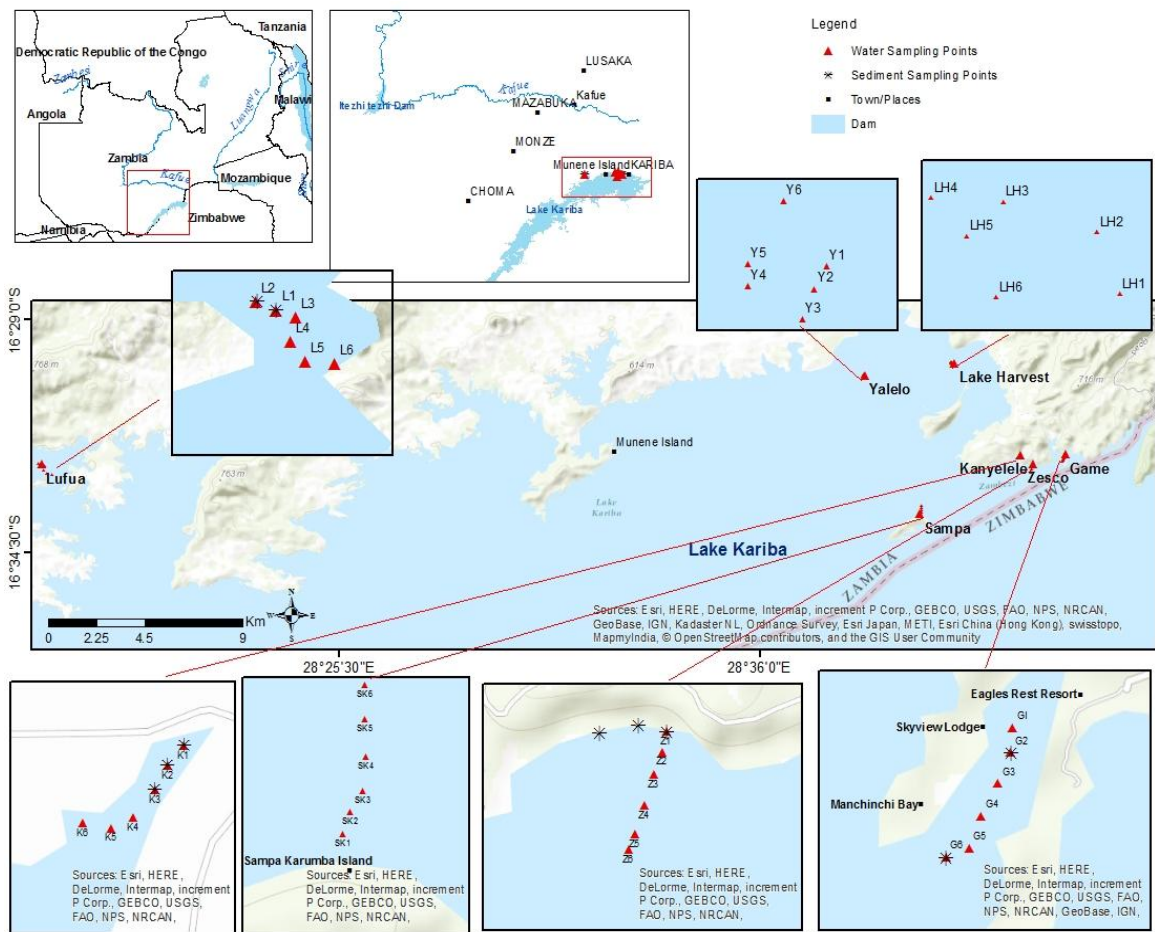 Tanzania
Democratic Republic of the Congo
Zambesi
Shire
Luangwa
Angola
Malawi
Zambia
Kafue
Mozambique
Zimbabwe
Namibia
LUSAKA
Kafue
Kafue
Itezhi tezhi Dam
MAZABUKA
MONZE
Munene Island
KARIBA
CHOMA
Lake Kariba
Legend
Water Sampling Points
Sediment Sampling Points
Town/Places
Dam
Y6
Y5
Y1
Y4
Y2
Y3
LH4
LH3
LH5
LH2
LH6
LH1
L2
L1
L3
L4
L5
L6
16°29'0"S
16°34'30"S
768 m
614 m
716 m
763 m
Yalelo
Lake Harvest
Lufua
Munene Island
Kanyelele
Zesco
Game
Zambezi
Lake
Kariba
Sampa
Lake Kariba
ZAMBIA
ZIMBABWE
N
W
E
S
Km
0 2.25 4.5 9
Sources: Esri, HERE, DeLorme, Intermap, increment P Corp., GEBCO, USGS, FAO, NPS, NRCAN,
GeoBase, IGN, Kadaster NL, Ordnance Survey, Esri Japan, METI, Esri China (Hong Kong), swisstopo,
MapmyIndia, © OpenStreetMap contributors, and the GIS User Community
28°25'30"E
28°36'0"E
K1
K2
K3
K4
K5
K6
Sources: Esri, HERE,
DeLorme, Intermap, increment
P Corp., GEBCO, USGS,
FAO, NPS, NRCAN,
SK6
SK5
SK4
SK3
SK2
SK1
Sampa Karumba Island
Sources: Esri, HERE,
DeLorme, Intermap, increment
P Corp., GEBCO, USGS,
FAO, NPS, NRCAN,
Z1
Z2
Z3
Z4
Z5
Z6
Sources: Esri, HERE,
DeLorme, Intermap, increment
P Corp., GEBCO, USGS,
FAO, NPS, NRCAN,
Eagles Rest Resort
G1
Skyview Lodge
G2
G3
Manchinchi Bay
G4
G5
G6
Sources: Esri, HERE,
DeLorme, Intermap, increment
P Corp., GEBCO, USGS, FAO,
NPS, NRCAN, GeoBase, IGN,